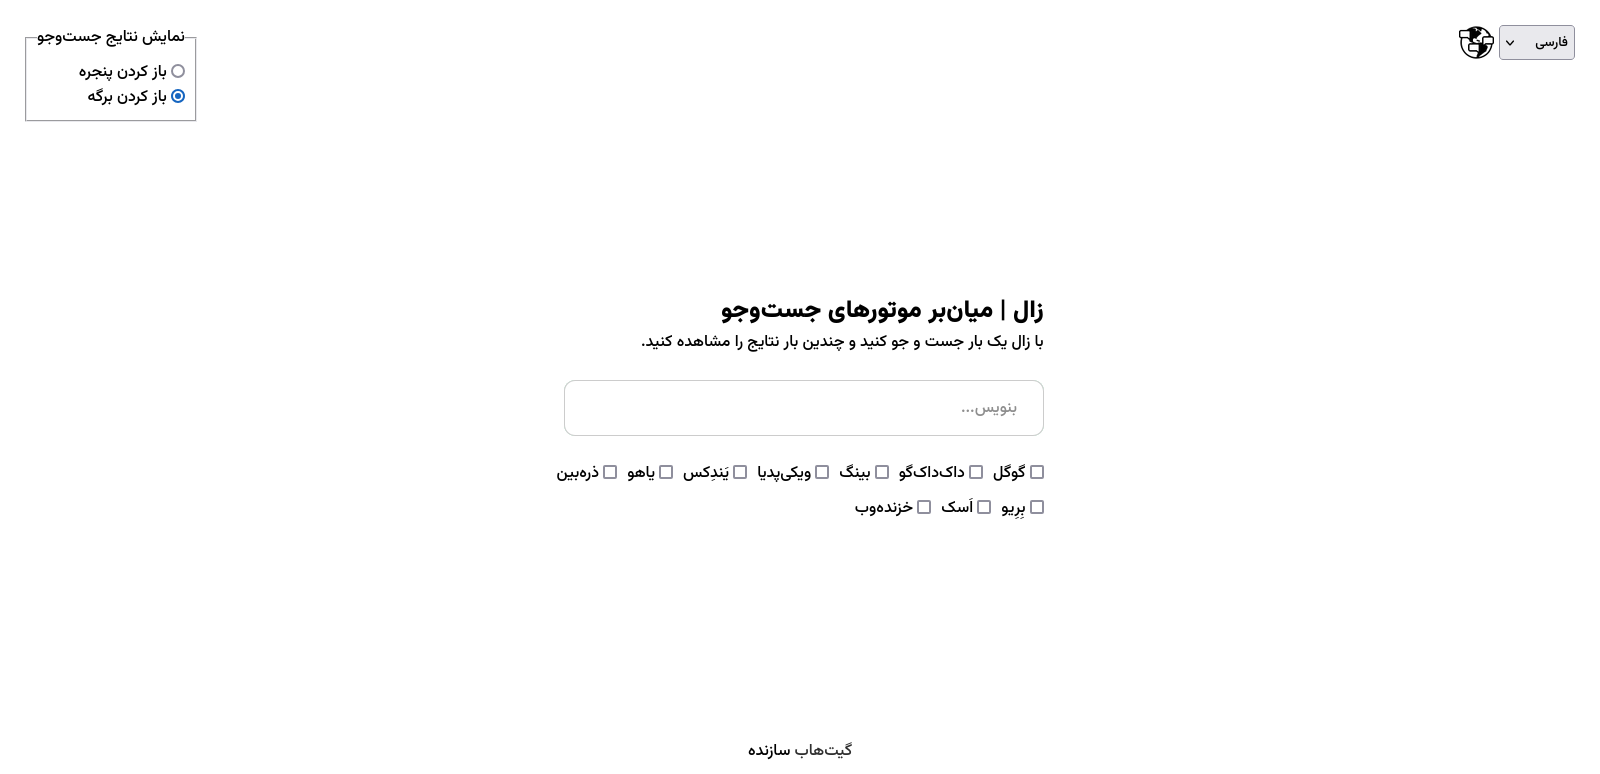 فارسی
نمایش نتایج جست‌وجو
باز کردن پنجره
باز کردن برگه
زال | میان‌بر موتورهای جست‌وجو
با زال یک بار جست و جو کنید و چندین بار نتایج را مشاهده کنید.
بنویس...
گوگل داک‌داک‌گو بینگ ویکی‌پدیا یَندِکس یاهو ذره‌بین
بِرِیو اَسک خزنده‌وب
گیت‌هاب سازنده